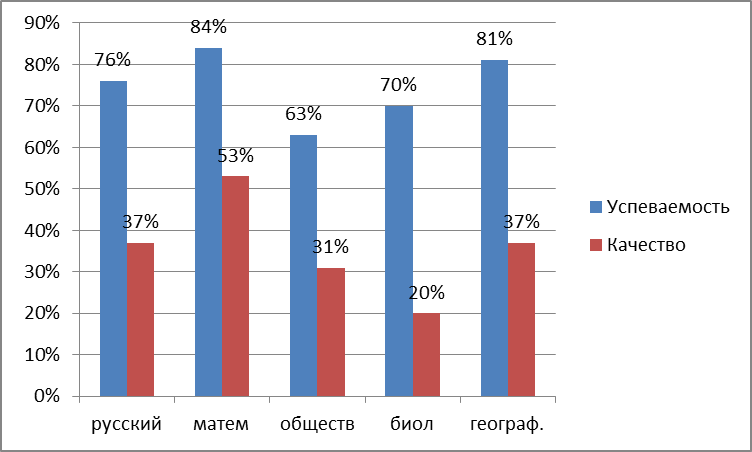 90%
80%
70%
60%
50%
40%
30%
20%
10%
0%
76%
37%
84%
53%
63%
31%
70%
20%
81%
37%
русский
матем
обществ
биол
географ.
Успеваемость
Качество